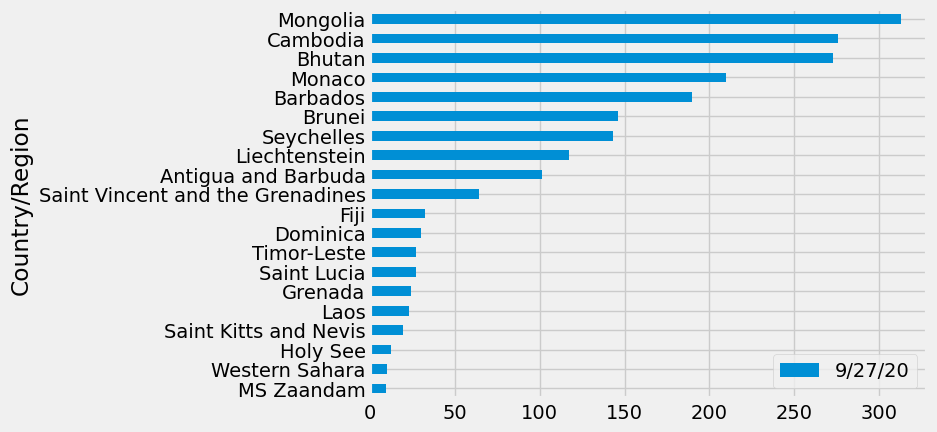 Country/Region
Mongolia
Cambodia
Bhutan
Monaco
Barbados
Brunei
Seychelles
Liechtenstein
Antigua and Barbuda
Saint Vincent and the Grenadines
Fiji
Dominica
Timor-Leste
Saint Lucia
Grenada
Laos
Saint Kitts and Nevis
Holy See
Western Sahara
MS Zaandam
0 50 100 150 200 250 300
9/27/20